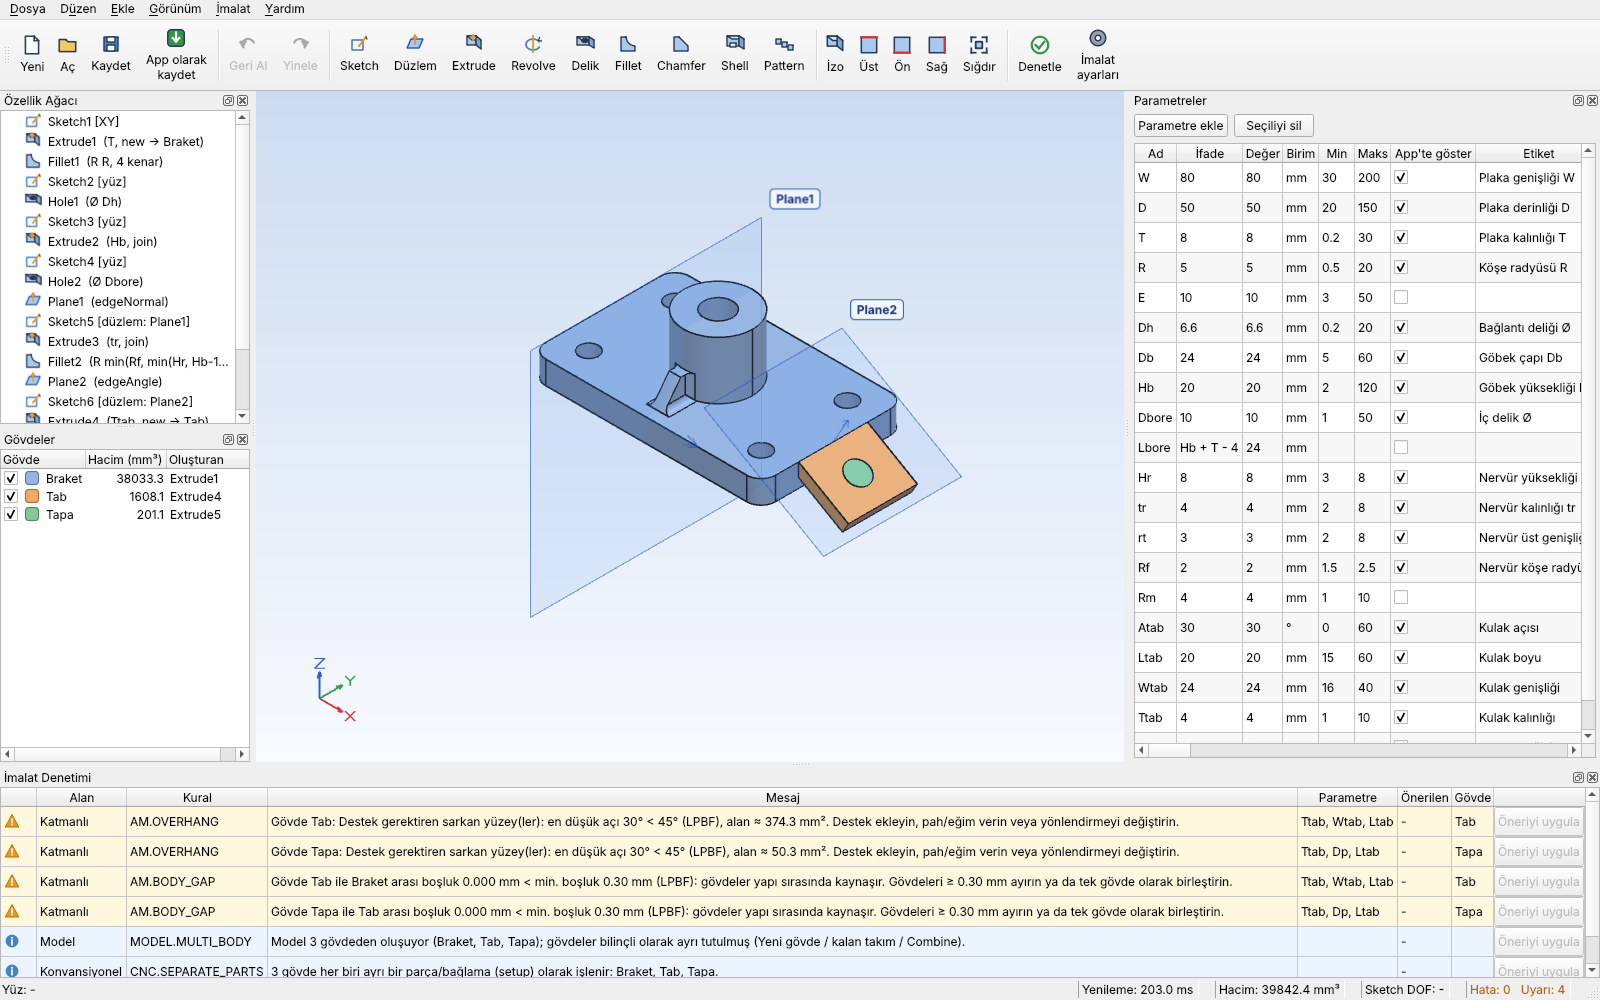 Dosya Düzen Ekle Görünüm İmalat Yardım
Yeni Aç Kaydet App olarak kaydet Geri Al Yinele Sketch Düzlem Extrude Revolve Delik Fillet Chamfer Shell Pattern İzo Üst Ön Sağ Sığdır Denetle İmalat ayarları
Özellik Ağacı
Sketch1 [XY]
Extrude1 (T, new → Braket)
Fillet1 (R R, 4 kenar)
Sketch2 [yüz]
Hole1 (Ø Dh)
Sketch3 [yüz]
Extrude2 (Hb, join)
Sketch4 [yüz]
Hole2 (Ø Dbore)
Plane1 (edgeNormal)
Sketch5 [düzlem: Plane1]
Extrude3 (tr, join)
Fillet2 (R min(Rf, min(Hr, Hb-1...
Plane2 (edgeAngle)
Sketch6 [düzlem: Plane2]
Extrude4 (Ttab, new → Tab)
Gövdeler
Gövde Hacim (mm³) Oluşturan
Braket 38033.3 Extrude1
Tab 1608.1 Extrude4
Tapa 201.1 Extrude5
Plane1
Plane2
Z
Y
X
Parametreler
Parametre ekle Seçiliyi sil
Ad İfade Değer Birim Min Maks App'te göster Etiket
W 80 80 mm 30 200 Plaka genişliği W
D 50 50 mm 20 150 Plaka derinliği D
T 8 8 mm 0.2 30 Plaka kalınlığı T
R 5 5 mm 0.5 20 Köşe radyüsü R
E 10 10 mm 3 50
Dh 6.6 6.6 mm 0.2 20 Bağlantı deliği Ø
Db 24 24 mm 5 60 Göbek çapı Db
Hb 20 20 mm 2 120 Göbek yüksekliği
Dbore 10 10 mm 1 50 İç delik Ø
Lbore Hb + T - 4 24 mm
Hr 8 8 mm 3 8 Nervür yüksekliği
tr 4 4 mm 2 8 Nervür kalınlığı tr
rt 3 3 mm 2 8 Nervür üst genişliğ
Rf 2 2 mm 1.5 2.5 Nervür köşe radyü
Rm 4 4 mm 1 10
Atab 30 30 ° 0 60 Kulak açısı
Ltab 20 20 mm 15 60 Kulak boyu
Wtab 24 24 mm 16 40 Kulak genişliği
Ttab 4 4 mm 1 10 Kulak kalınlığı
İmalat Denetimi
Alan Kural Mesaj Parametre Önerilen Gövde
Katmanlı AM.OVERHANG Gövde Tab: Destek gerektiren sarkan yüzey(ler): en düşük açı 30° < 45° (LPBF), alan ≈ 374.3 mm². Destek ekleyin, pah/eğim verin veya yönlendirmeyi değiştirin. Ttab, Wtab, Ltab - Tab Öneriyi uygula
Katmanlı AM.OVERHANG Gövde Tapa: Destek gerektiren sarkan yüzey(ler): en düşük açı 30° < 45° (LPBF), alan ≈ 50.3 mm². Destek ekleyin, pah/eğim verin veya yönlendirmeyi değiştirin. Ttab, Dp, Ltab - Tapa Öneriyi uygula
Katmanlı AM.BODY_GAP Gövde Tab ile Braket arası boşluk 0.000 mm < min. boşluk 0.30 mm (LPBF): gövdeler yapı sırasında kaynaşır. Gövdeleri ≥ 0.30 mm ayırın ya da tek gövde olarak birleştirin. Ttab, Wtab, Ltab - Tab Öneriyi uygula
Katmanlı AM.BODY_GAP Gövde Tapa ile Tab arası boşluk 0.000 mm < min. boşluk 0.30 mm (LPBF): gövdeler yapı sırasında kaynaşır. Gövdeleri ≥ 0.30 mm ayırın ya da tek gövde olarak birleştirin. Ttab, Dp, Ltab - Tapa Öneriyi uygula
Model MODEL.MULTI_BODY Model 3 gövdeden oluşuyor (Braket, Tab, Tapa); gövdeler bilinçli olarak ayrı tutulmuş (Yeni gövde / kalan takım / Combine). - Öneriyi uygula
Konvansiyonel CNC.SEPARATE_PARTS 3 gövde her biri ayrı bir parça/bağlama (setup) olarak işlenir: Braket, Tab, Tapa. - Öneriyi uygula
Yüz: - Yenileme: 203.0 ms Hacim: 39842.4 mm³ Sketch DOF: - Hata: 0 Uyarı: 4